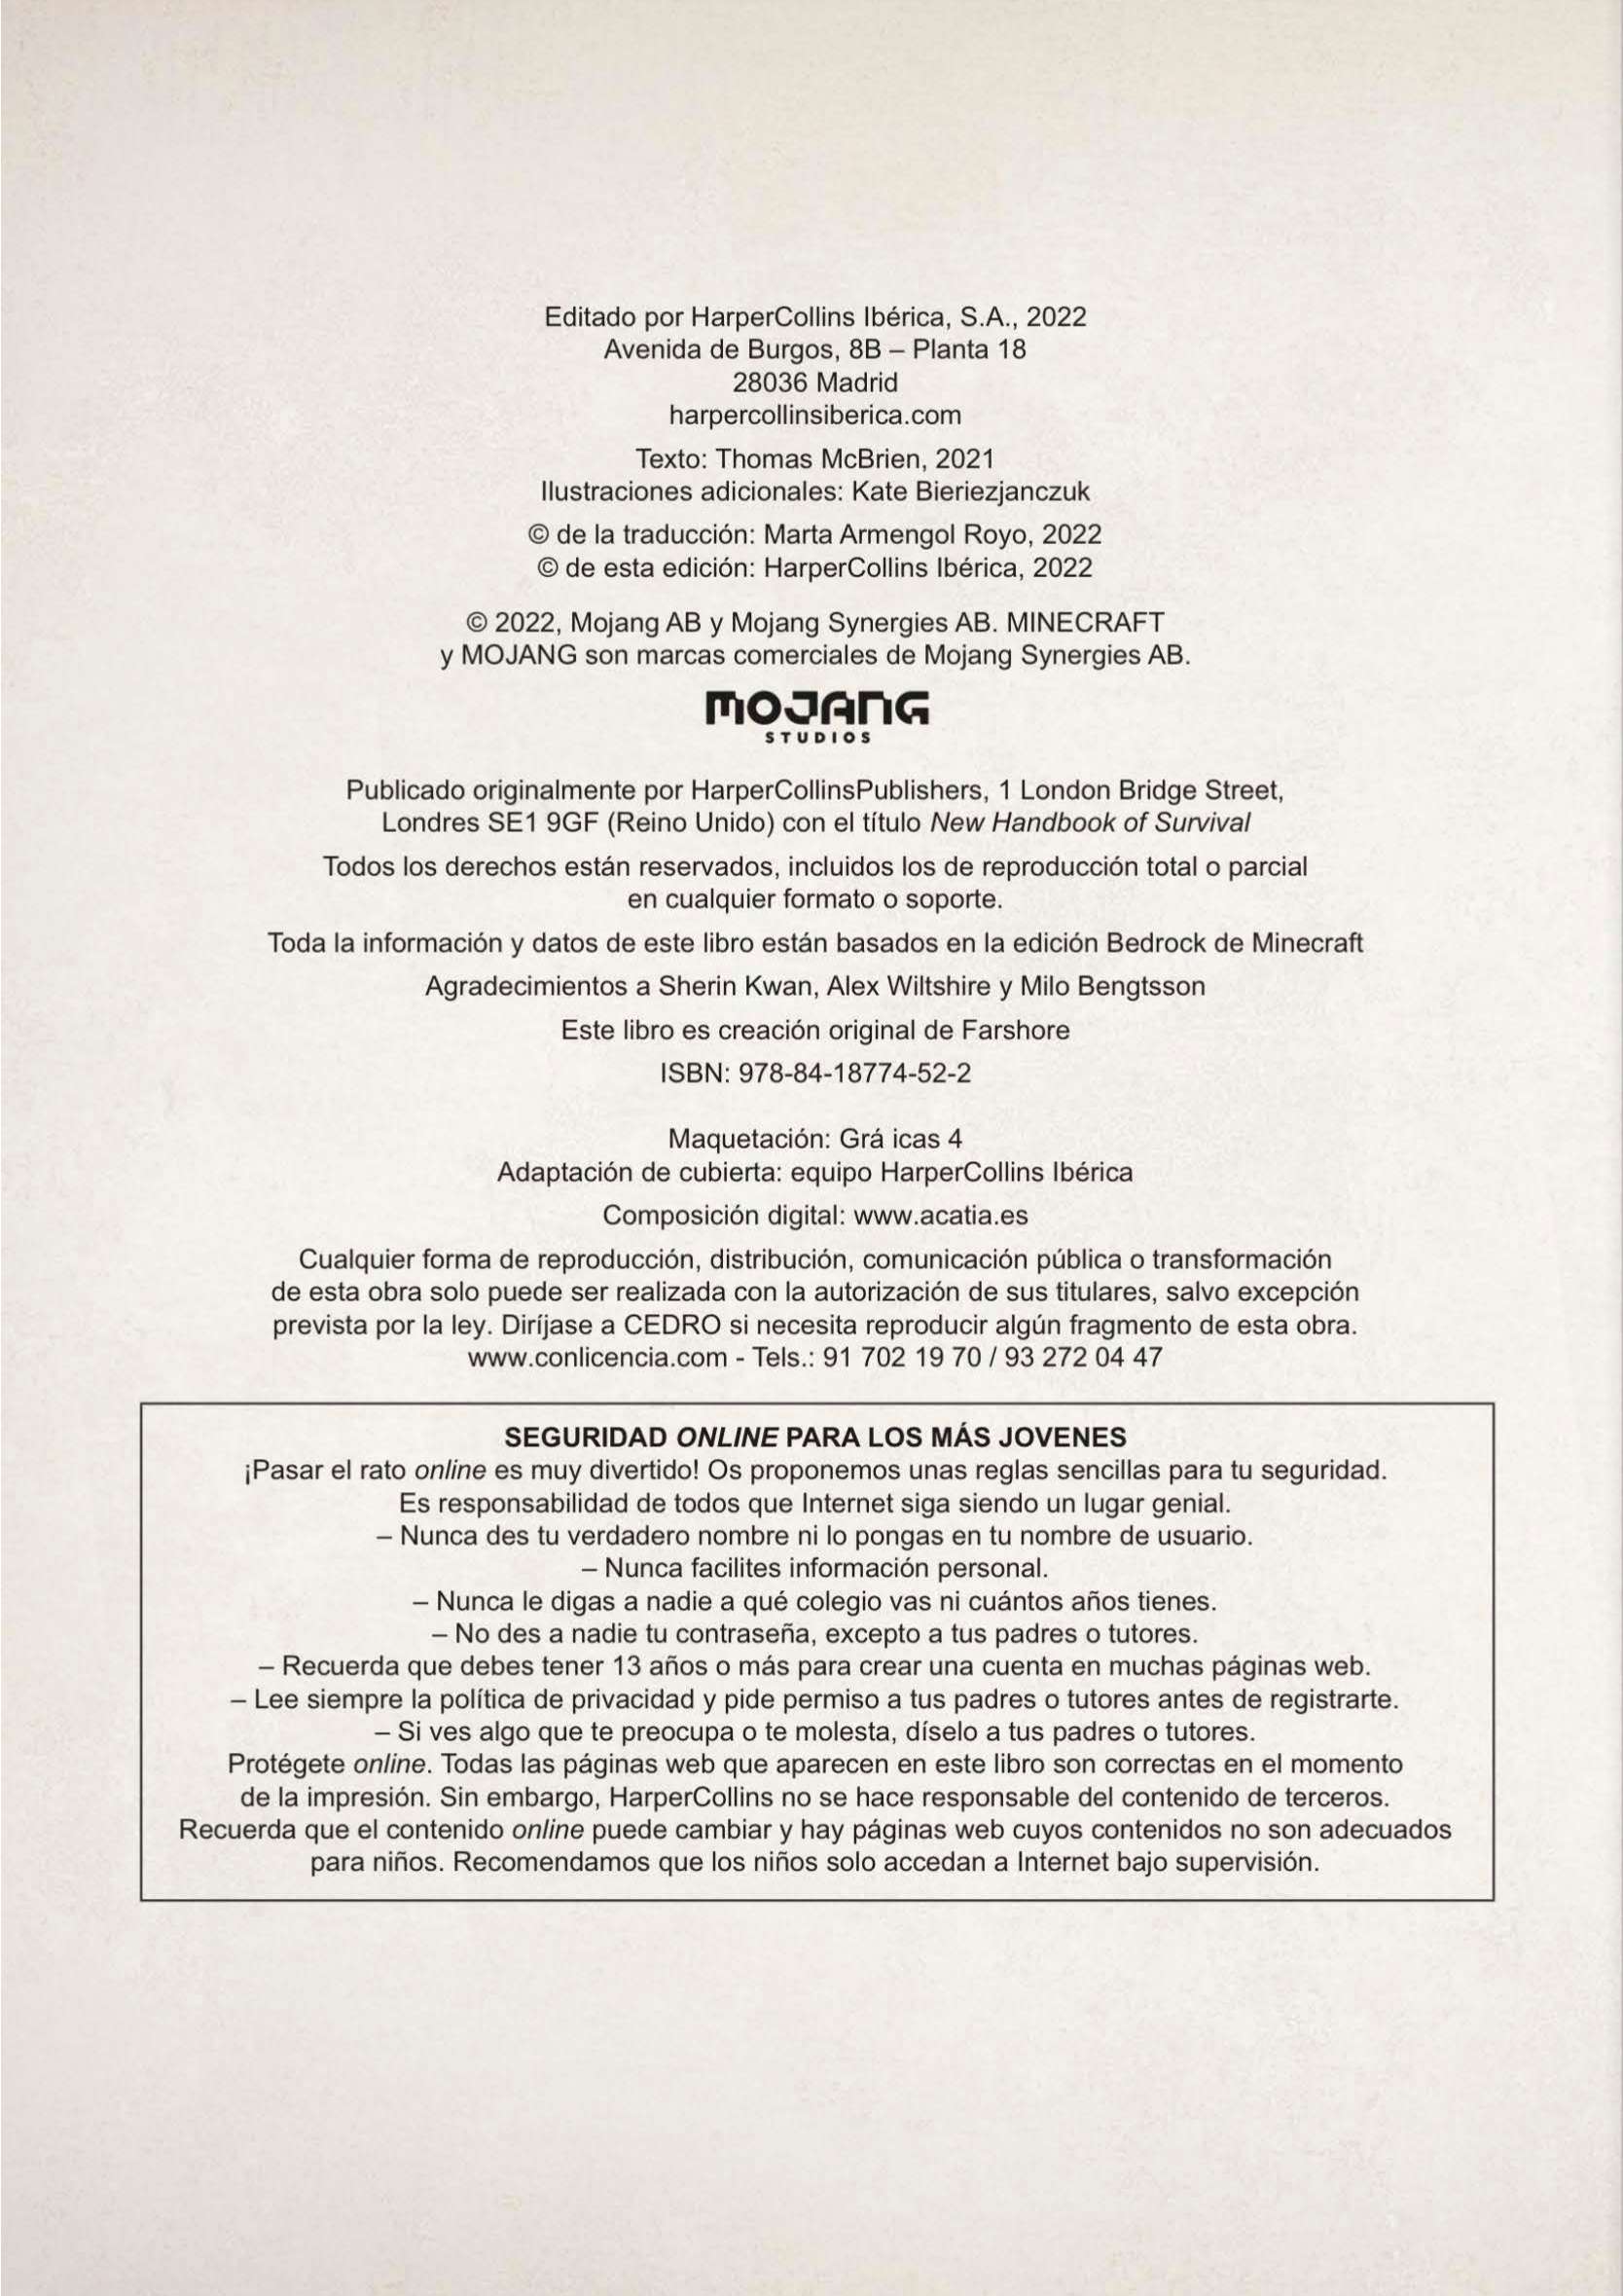 Editado por HarperCollins Ibérica, S.A., 2022
Avenida de Burgos, 8B – Planta 18
28036 Madrid
harpercollinsiberica.com
Texto: Thomas McBrien, 2021
Ilustraciones adicionales: Kate Bieriezjanczuk
© de la traducción: Marta Armengol Royo, 2022
© de esta edición: HarperCollins Ibérica, 2022
© 2022, Mojang AB y Mojang Synergies AB. MINECRAFT
y MOJANG son marcas comerciales de Mojang Synergies AB.
MOJANG
STUDIOS
Publicado originalmente por HarperCollinsPublishers, 1 London Bridge Street,
Londres SE1 9GF (Reino Unido) con el título New Handbook of Survival
Todos los derechos están reservados, incluidos los de reproducción total o parcial
en cualquier formato o soporte.
Toda la información y datos de este libro están basados en la edición Bedrock de Minecraft
Agradecimientos a Sherin Kwan, Alex Wiltshire y Milo Bengtsson
Este libro es creación original de Farshore
ISBN: 978-84-18774-52-2
Maquetación: Grá icas 4
Adaptación de cubierta: equipo HarperCollins Ibérica
Composición digital: www.acatia.es
Cualquier forma de reproducción, distribución, comunicación pública o transformación
de esta obra solo puede ser realizada con la autorización de sus titulares, salvo excepción
prevista por la ley. Diríjase a CEDRO si necesita reproducir algún fragmento de esta obra.
www.conlicencia.com - Tels.: 91 702 19 70 / 93 272 04 47
SEGURIDAD ONLINE PARA LOS MÁS JOVENES
¡Pasar el rato online es muy divertido! Os proponemos unas reglas sencillas para tu seguridad.
Es responsabilidad de todos que Internet siga siendo un lugar genial.
– Nunca des tu verdadero nombre ni lo pongas en tu nombre de usuario.
– Nunca facilites información personal.
– Nunca le digas a nadie a qué colegio vas ni cuántos años tienes.
– No des a nadie tu contraseña, excepto a tus padres o tutores.
– Recuerda que debes tener 13 años o más para crear una cuenta en muchas páginas web.
– Lee siempre la política de privacidad y pide permiso a tus padres o tutores antes de registrarte.
– Si ves algo que te preocupa o te molesta, díselo a tus padres o tutores.
Protégete online. Todas las páginas web que aparecen en este libro son correctas en el momento
de la impresión. Sin embargo, HarperCollins no se hace responsable del contenido de terceros.
Recuerda que el contenido online puede cambiar y hay páginas web cuyos contenidos no son adecuados
para niños. Recomendamos que los niños solo accedan a Internet bajo supervisión.